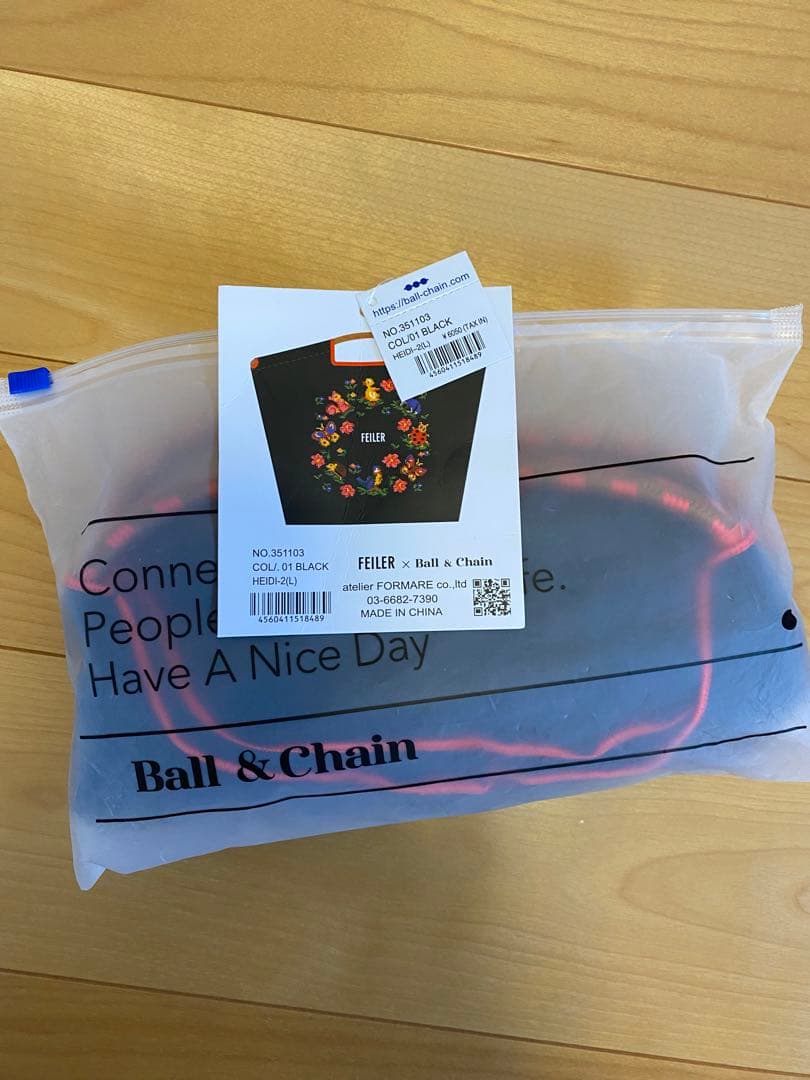 https://ball-chain.com
NO.351103
COL/01 BLACK
HEIDI-2(L) ¥6050 (TAX IN)
4560411518489
FEILER
NO.351103
COL/. 01 BLACK
HEIDI-2(L)
4560411518489
FEILER × Ball & Chain
atelier FORMARE co.,ltd
03-6682-7390
MADE IN CHINA
Conne fe.
People
Have A Nice Day
Ball & Chain